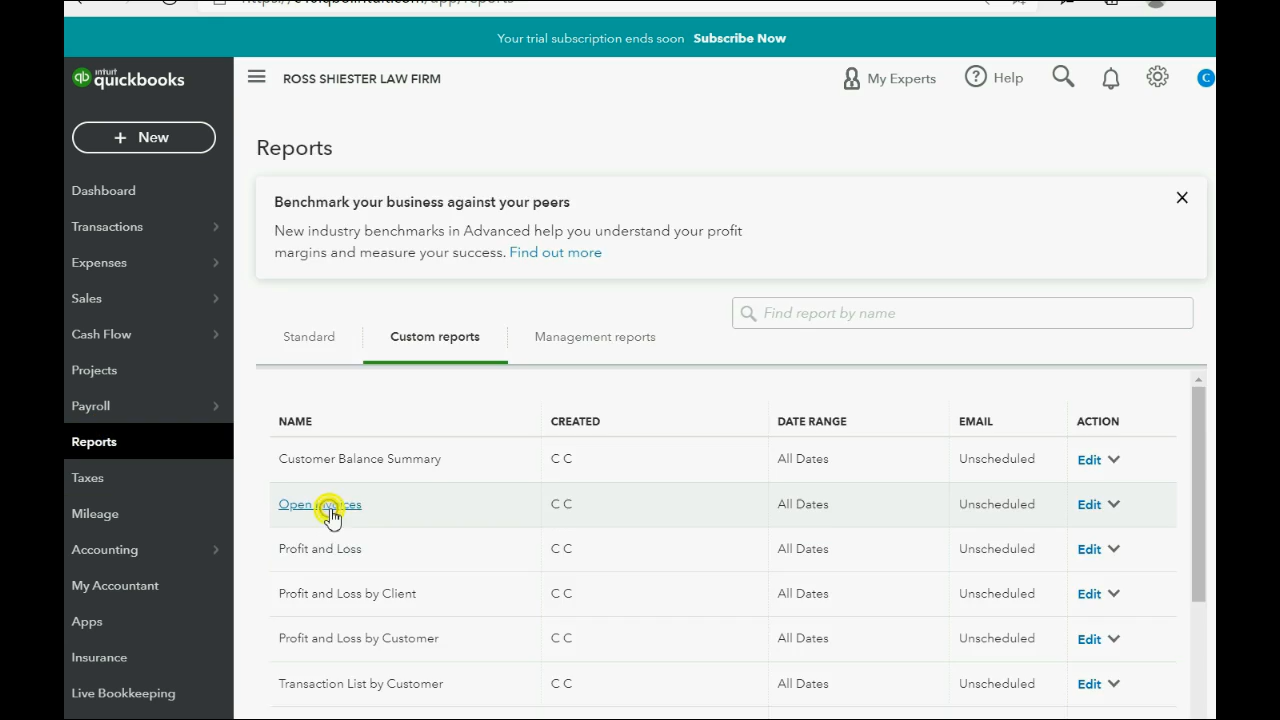 Your trial subscription ends soon Subscribe Now
intuit quickbooks
ROSS SHIESTER LAW FIRM
My Experts
Help
C
+ New
Dashboard
Transactions
Expenses
Sales
Cash Flow
Projects
Payroll
Reports
Taxes
Mileage
Accounting
My Accountant
Apps
Insurance
Live Bookkeeping
Reports
Benchmark your business against your peers
New industry benchmarks in Advanced help you understand your profit
margins and measure your success. Find out more
Find report by name
Standard Custom reports Management reports
NAME CREATED DATE RANGE EMAIL ACTION
Customer Balance Summary C C All Dates Unscheduled Edit
Open Invoices C C All Dates Unscheduled Edit
Profit and Loss C C All Dates Unscheduled Edit
Profit and Loss by Client C C All Dates Unscheduled Edit
Profit and Loss by Customer C C All Dates Unscheduled Edit
Transaction List by Customer C C All Dates Unscheduled Edit